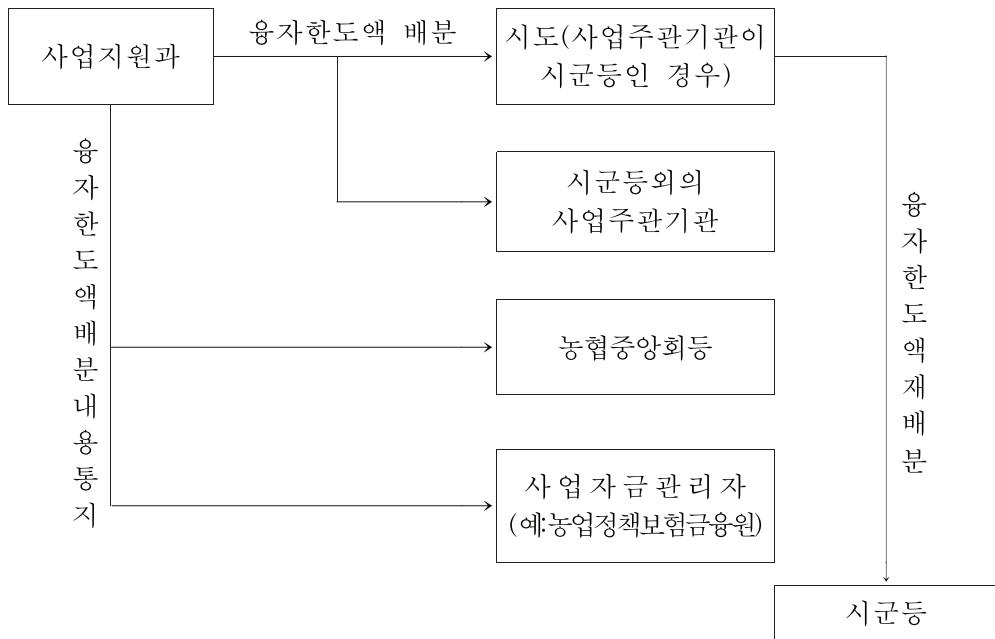 사업지원과
융자한도액 배분
시도(사업주관기관이
시군등인 경우)
시군등외의
사업주관기관
융자한도액배분내용통지
융자한도액재배분
농협중앙회등
사업자금관리자
(예:농업정책보험금융원)
시군등